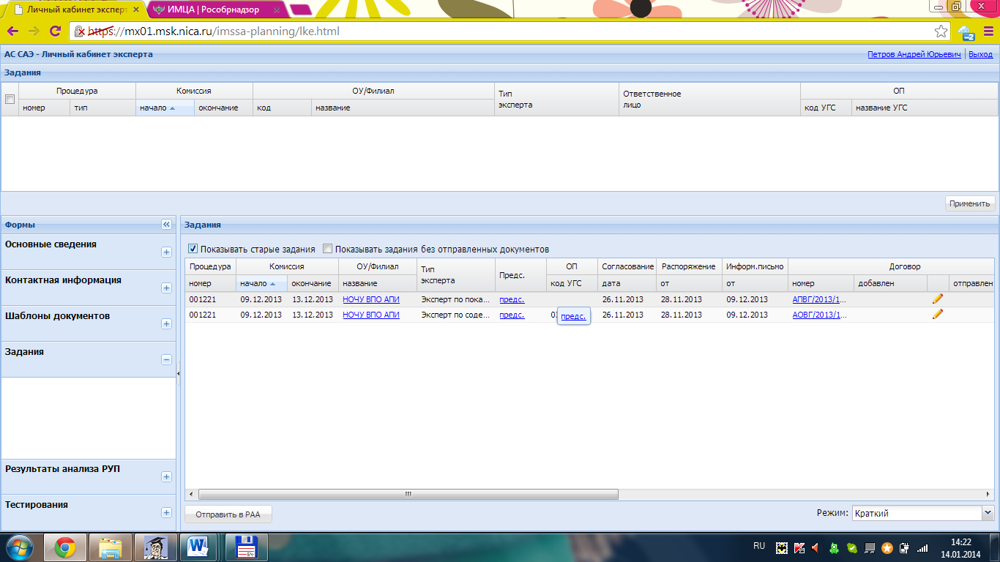 Личный кабинет эксперт
ИМЦА | Рособрнадзор
https://mx01.msk.nica.ru/imssa-planning/lke.html
АС САЭ - Личный кабинет эксперта
Петров Андрей Юрьевич Выход
Задания
Процедура Комиссия ОУ/Филиал Тип эксперта Ответственное лицо ОП
номер тип начало окончание код название код УГС название УГС
Применить
Формы
Основные сведения
Контактная информация
Шаблоны документов
Задания
Результаты анализа РУП
Тестирования
Задания
Показывать старые задания Показывать задания без отправленных документов
Процедура Комиссия ОУ/Филиал Тип эксперта Предс. ОП Согласование Распоряжение Информ.письмо Договор
номер начало окончание название код УГС дата от от номер добавлен отправлен
001221 09.12.2013 13.12.2013 НОЧУ ВПО АПИ Эксперт по пока... предс. 26.11.2013 28.11.2013 09.12.2013 АПВГ/2013/1...
001221 09.12.2013 13.12.2013 НОЧУ ВПО АПИ Эксперт по соде... предс. 26.11.2013 28.11.2013 09.12.2013 АОВГ/2013/1...
предс.
Отправить в РАА
Режим: Краткий
RU
14:22
14.01.2014